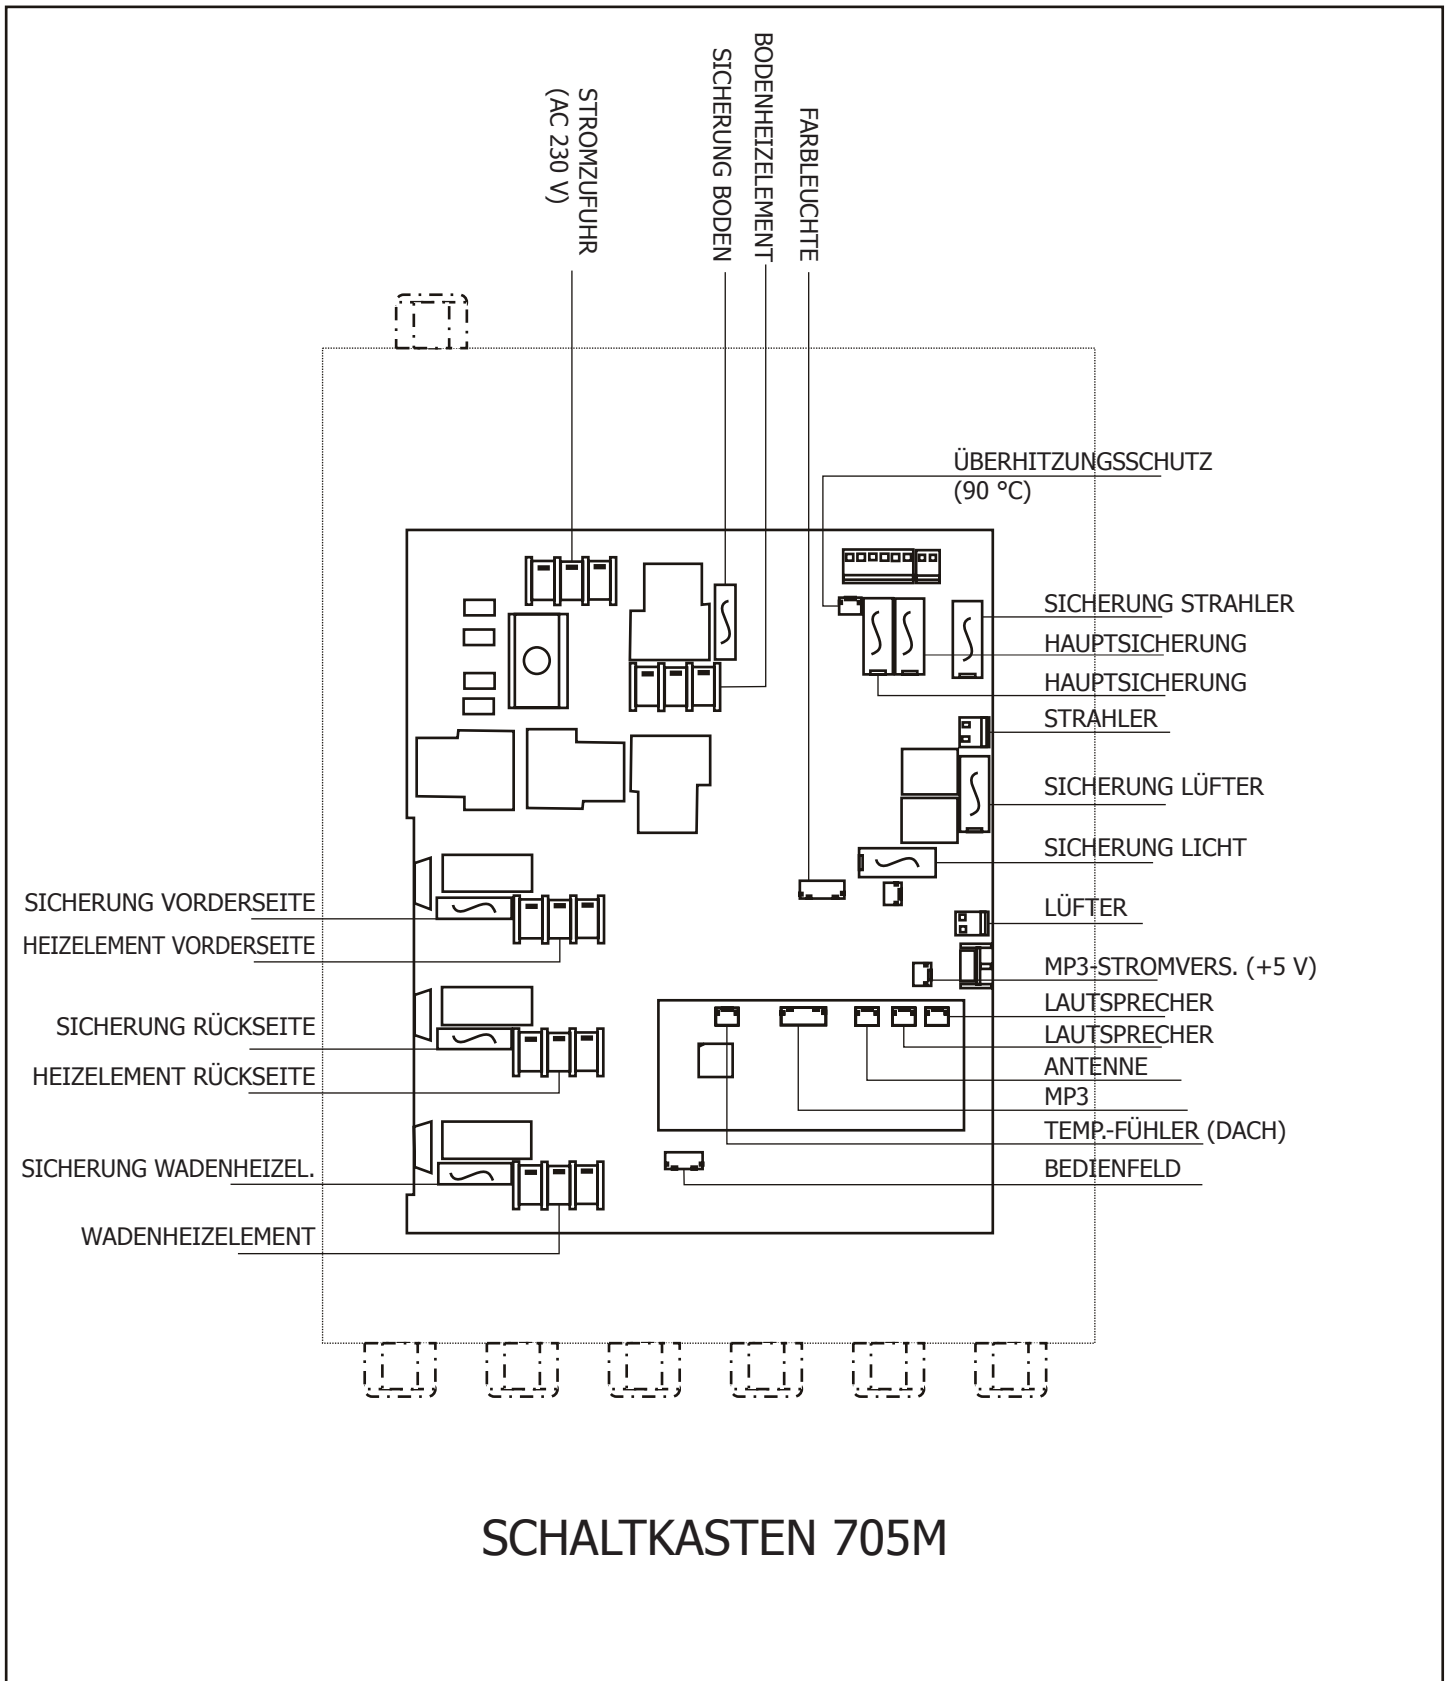 STROMZUFUHR
(AC 230 V)
SICHERUNG BODEN
BODENHEIZELEMENT
FARBLEUCHTE
ÜBERHITZUNGSSCHUTZ
(90 °C)
SICHERUNG STRAHLER
HAUPTSICHERUNG
HAUPTSICHERUNG
STRAHLER
SICHERUNG LÜFTER
SICHERUNG LICHT
LÜFTER
MP3-STROMVERS. (+5 V)
LAUTSPRECHER
LAUTSPRECHER
ANTENNE
MP3
TEMP.-FÜHLER (DACH)
BEDIENFELD
SICHERUNG VORDERSEITE
HEIZELEMENT VORDERSEITE
SICHERUNG RÜCKSEITE
HEIZELEMENT RÜCKSEITE
SICHERUNG WADENHEIZEL.
WADENHEIZELEMENT
SCHALTKASTEN 705M